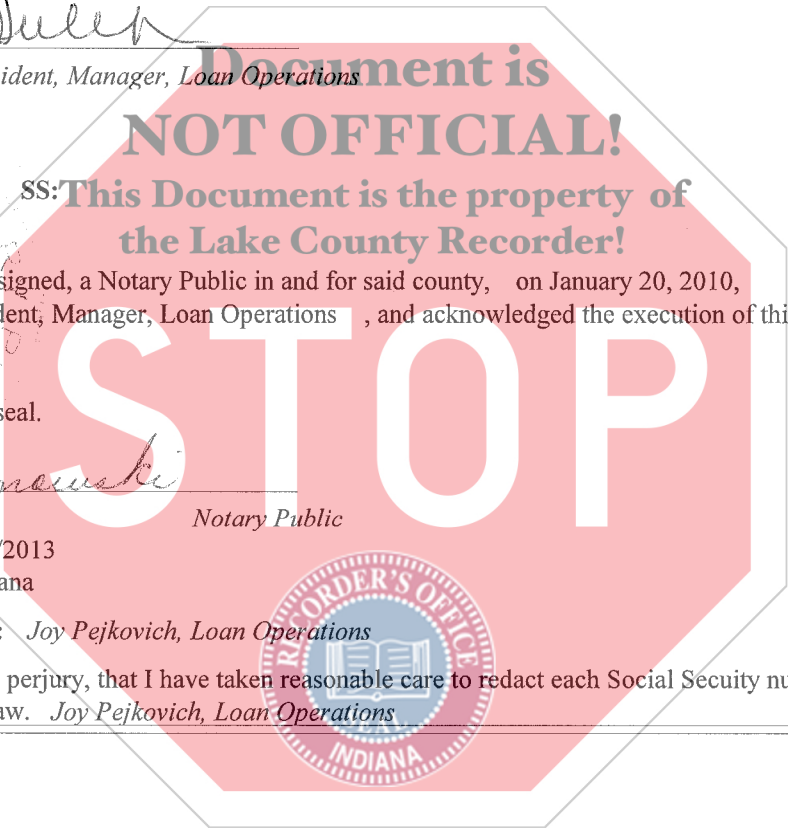 ident, Manager, Loan Operations
Document is
NOT OFFICIAL!
SS:
This Document is the property of
the Lake County Recorder!
signed, a Notary Public in and for said county, on January 20, 2010,
dent, Manager, Loan Operations , and acknowledged the execution of thi
STOP
seal.
Notary Public
/2013
ana
: Joy Pejkovich, Loan Operations
perjury, that I have taken reasonable care to redact each Social Secuity nu
aw. Joy Pejkovich, Loan Operations
RECORDER'S OFFICE
SEAL
INDIANA